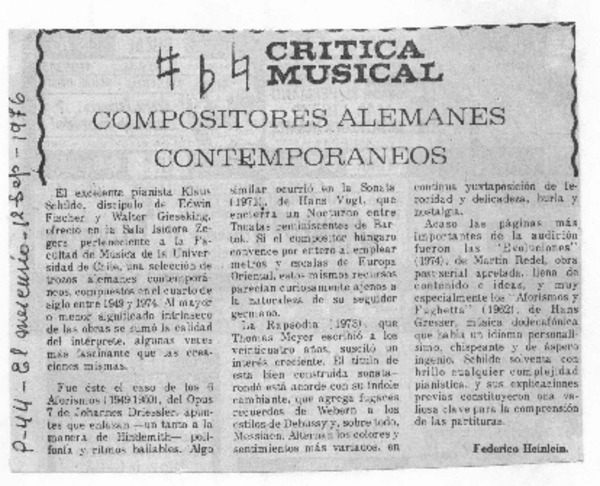 CRITICA
MUSICAL
COMPOSITORES ALEMANES
CONTEMPORANEOS
El excelente pianista Klaus
Schilde, discípulo de Edwin
Fischer y Walter Gieseking,
ofreció en la Sala Isidora Ze-
gers perteneciente a la Fa-
cultad de Música de la Univer-
sidad de Chile, una selección de
trozos alemanes contemporá-
neos, compuestos en el cuarto de
siglo entre 1949 y 1974. Al mayor
o menor significado intrínseco
de las obras se sumó la calidad
del intérprete, algunas veces
más fascinante que las crea-
ciones mismas.
Fue éste el caso de los 6
Aforismos (1949 1950), del Opus
7 de Johannes Driessler, apun-
tes que enlazan —un tanto a la
manera de Hindemith— poli-
fonía y ritmos bailables. Algo
similar ocurrió en la Sonata
(1971), de Hans Vogt, que
encierra un Nocturno entre
Tocatas reminiscentes de Bar-
tok. Si el compositor húngaro
convence por entero al emplear
metros y escalas de Europa
Oriental, estos mismos recursos
parecían curiosamente ajenos a
la naturaleza de su seguidor
germano.
La Rapsodia (1973), que
Thomas Meyer escribió a los
veinticuatro años, suscitó un
interés creciente. El título de
esta bien construida sonata-
rondó está acorde con su índole
cambiante, que agrega fugaces
recuerdos de Webern a los
estilos de Debussy y, sobre todo,
Messiaen. Alternan los colores y
sentimientos más variados, en
continua yuxtaposición de fe-
rocidad y delicadeza, burla y
nostalgia.
Acaso las páginas más
importantes de la audición
fueron las "Evoluciones"
(1974), de Martin Redel, obra
post-serial apretada, llena de
contenido e ideas, y muy
especialmente los "Aforismos y
Fughetta" (1962), de Hans
Gresser, música dodecafónica
que habla un idioma personalí-
simo, chispeante y de áspero
ingenio. Schilde solventa con
brillo cualquier complejidad
pianística, y sus explicaciones
previas constituyeron una va-
liosa clave para la comprensión
de las partituras.
Federico Heinlein.
P-44 - El mercurio - 12 Sep - 1976